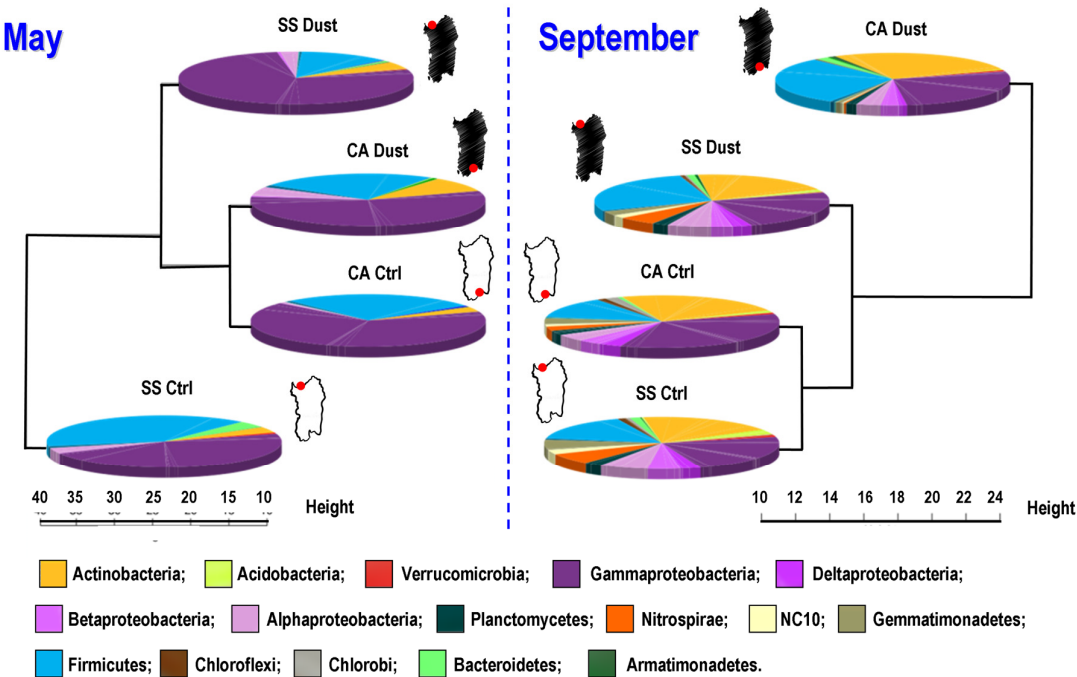 May
SS Dust
CA Dust
CA Ctrl
SS Ctrl
40 35 30 25 20 15 10
Height
September
CA Dust
SS Dust
CA Ctrl
SS Ctrl
10 12 14 16 18 20 22 24
Height
Actinobacteria; Acidobacteria; Verrucomicrobia; Gammaproteobacteria; Deltaproteobacteria;
Betaproteobacteria; Alphaproteobacteria; Planctomycetes; Nitrospirae; NC10; Gemmatimonadetes;
Firmicutes; Chloroflexi; Chlorobi; Bacteroidetes; Armatimonadetes.